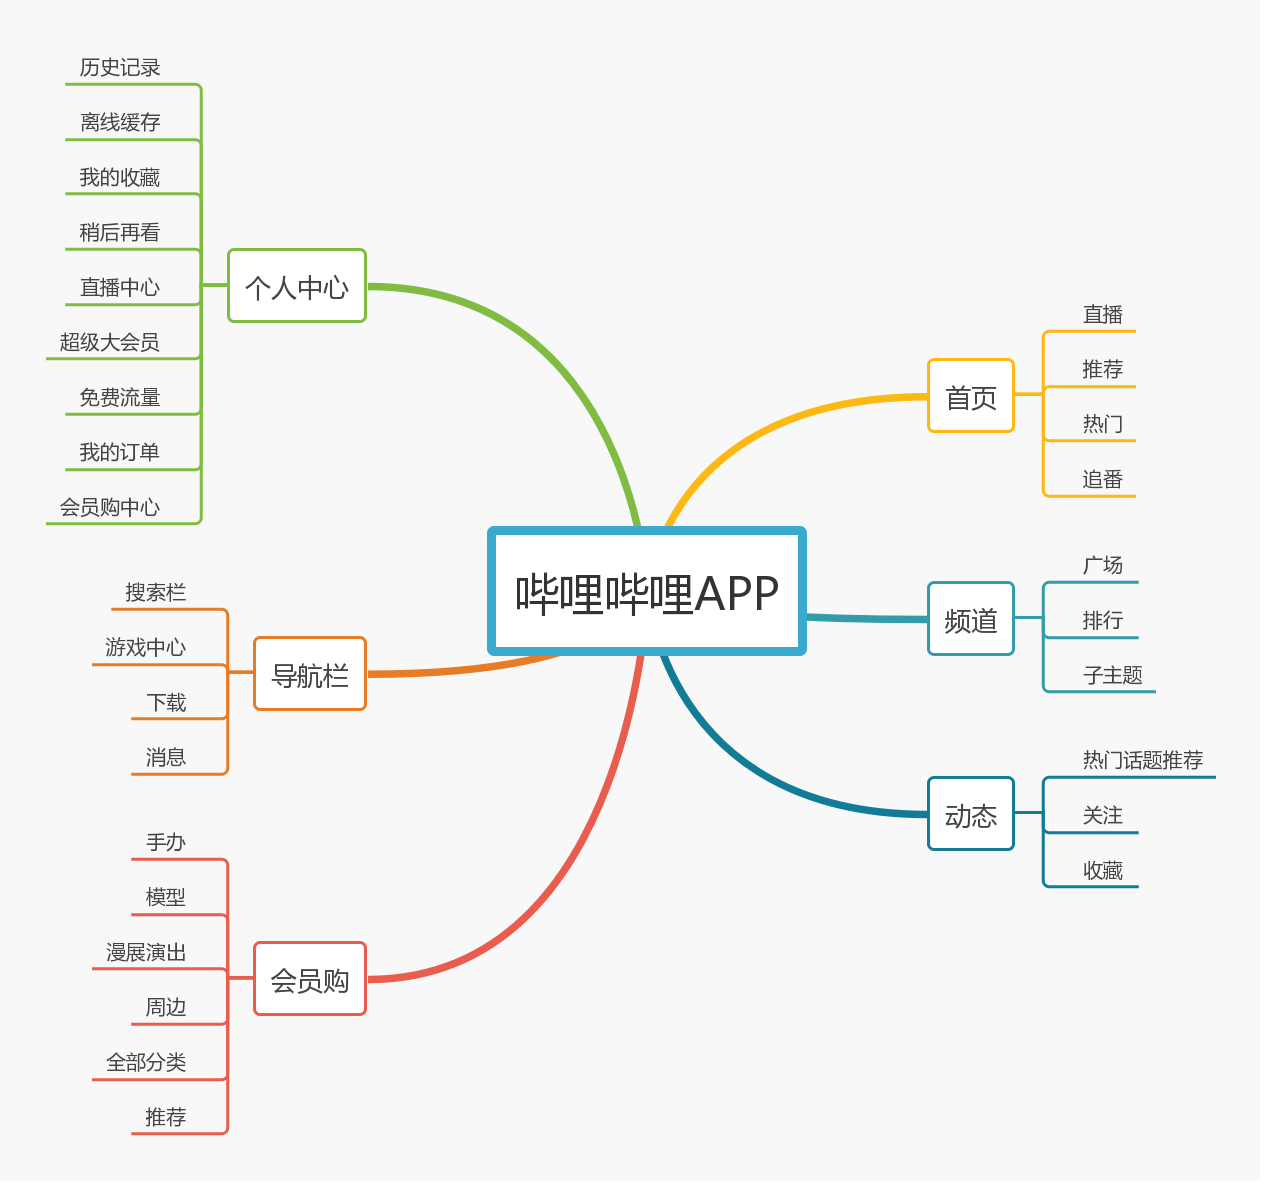 哔哩哔哩APP
首页
直播
推荐
热门
追番
频道
广场
排行
子主题
动态
热门话题推荐
关注
收藏
个人中心
历史记录
离线缓存
我的收藏
稍后再看
直播中心
超级大会员
免费流量
我的订单
会员购中心
导航栏
搜索栏
游戏中心
下载
消息
会员购
手办
模型
漫展演出
周边
全部分类
推荐